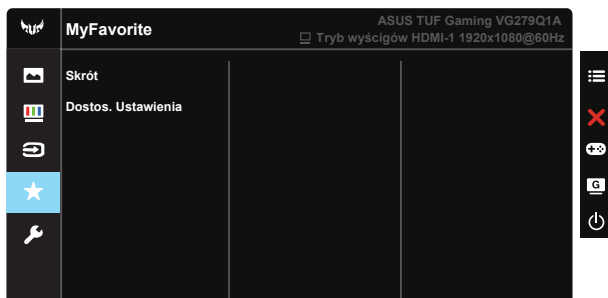 MyFavorite
ASUS TUF Gaming VG279Q1A
Tryb wyścigów HDMI-1 1920x1080@60Hz
Skrót
Dostos. Ustawienia
G